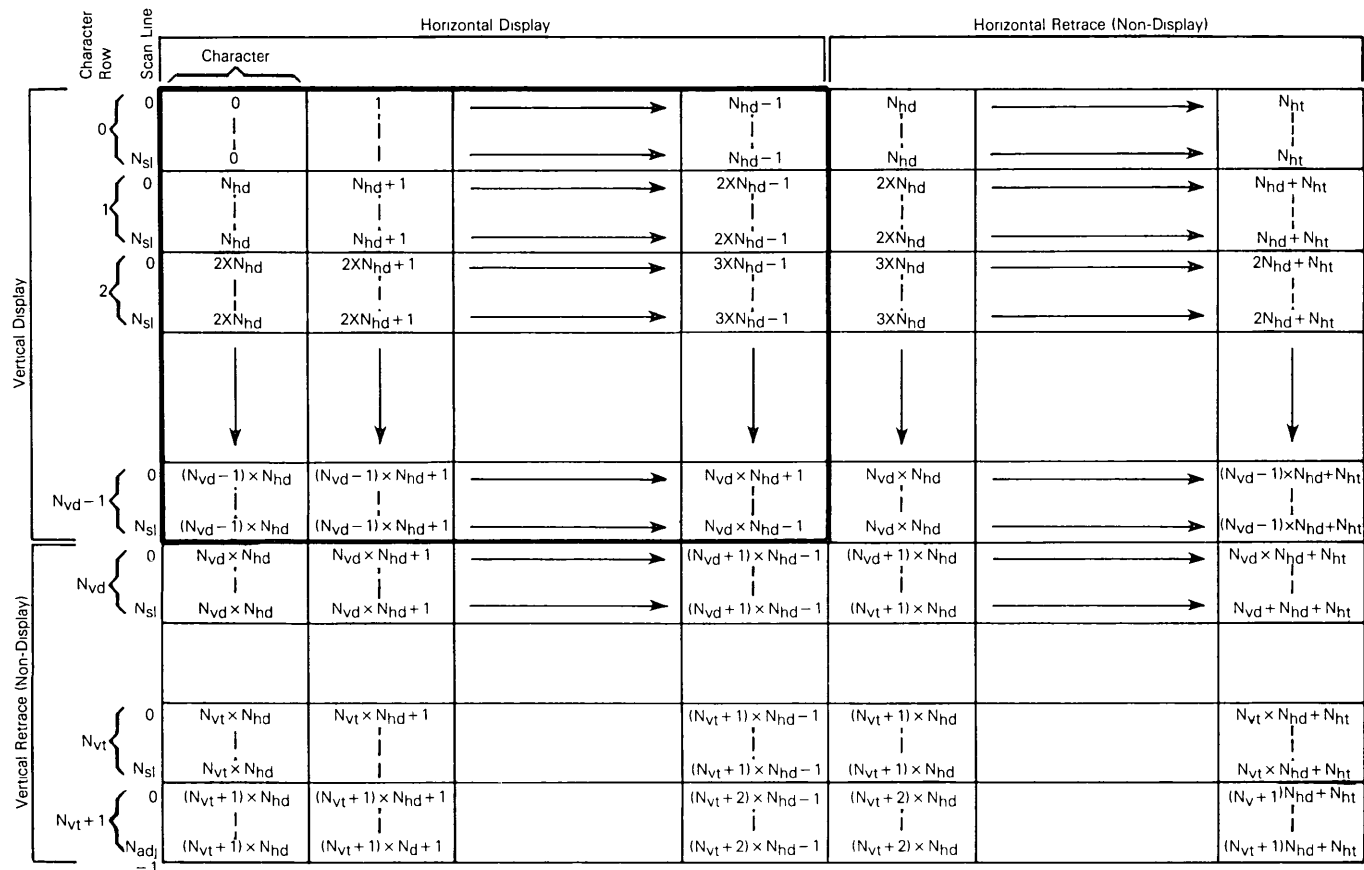 Horizontal Display Horizontal Retrace (Non-Display)
Character Row Scan Line Character
Vertical Display
0 0 0 1 Nhd − 1 Nhd Nht
Nsl 0 Nhd − 1 Nhd Nht
1 0 Nhd Nhd + 1 2XNhd − 1 2XNhd Nhd + Nht
Nsl Nhd Nhd + 1 2XNhd − 1 2XNhd Nhd + Nht
2 0 2XNhd 2XNhd + 1 3XNhd − 1 3XNhd 2Nhd + Nht
Nsl 2XNhd 2XNhd + 1 3XNhd − 1 3XNhd 2Nhd + Nht
Nvd − 1 0 (Nvd − 1) × Nhd (Nvd − 1) × Nhd + 1 Nvd × Nhd + 1 Nvd × Nhd (Nvd − 1)×Nhd + Nht
Nsl (Nvd − 1) × Nhd (Nvd − 1) × Nhd + 1 Nvd × Nhd − 1 Nvd × Nhd (Nvd − 1)×Nhd + Nht
Vertical Retrace (Non-Display)
Nvd 0 Nvd × Nhd Nvd × Nhd + 1 (Nvd + 1) × Nhd − 1 (Nvd + 1) × Nhd Nvd × Nhd + Nht
Nsl Nvd × Nhd Nvd × Nhd + 1 (Nvd + 1) × Nhd − 1 (Nvt + 1) × Nhd Nvd + Nhd + Nht
Nvt 0 Nvt × Nhd Nvt × Nhd + 1 (Nvt + 1) × Nhd − 1 (Nvt + 1) × Nhd Nvt × Nhd + Nht
Nsl Nvt × Nhd (Nvt + 1) × Nhd − 1 (Nvt + 1) × Nhd Nvt × Nhd + Nht
Nvt + 1 0 (Nvt + 1) × Nhd (Nvt + 1) × Nhd + 1 (Nvt + 2) × Nhd − 1 (Nvt + 2) × Nhd (Nv + 1)Nhd + Nht
Nadj − 1 (Nvt + 1) × Nhd (Nvt + 1) × Nd + 1 (Nvt + 2) × Nhd − 1 (Nvt + 2) × Nhd (Nvt + 1)Nhd + Nht